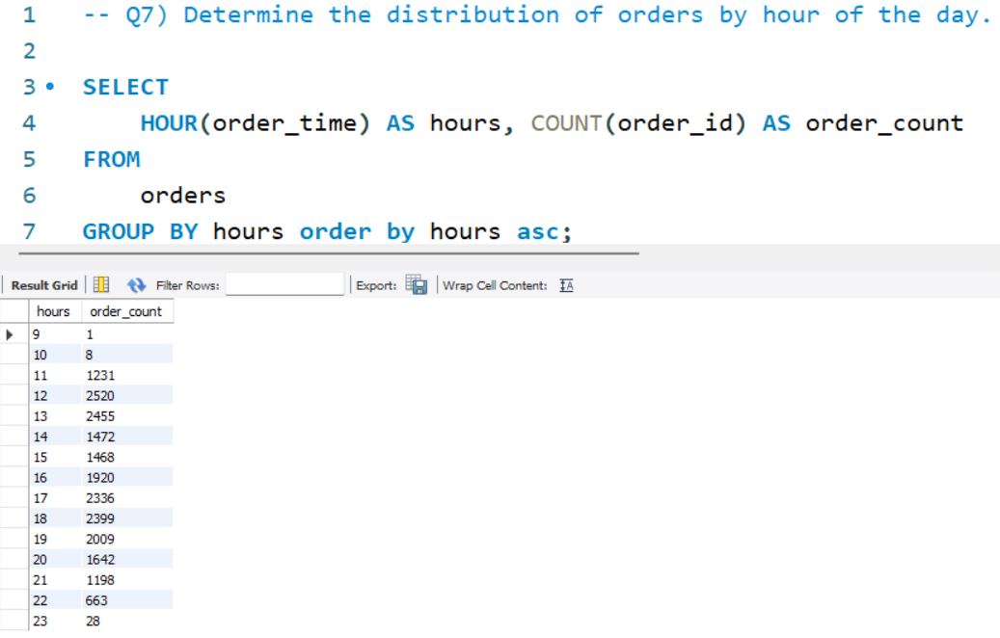 1 -- Q7) Determine the distribution of orders by hour of the day.
2
3 SELECT
4 HOUR(order_time) AS hours, COUNT(order_id) AS order_count
5 FROM
6 orders
7 GROUP BY hours order by hours asc;
Result Grid Filter Rows: Export: Wrap Cell Content: IA
hours order_count
9 1
10 8
11 1231
12 2520
13 2455
14 1472
15 1468
16 1920
17 2336
18 2399
19 2009
20 1642
21 1198
22 663
23 28